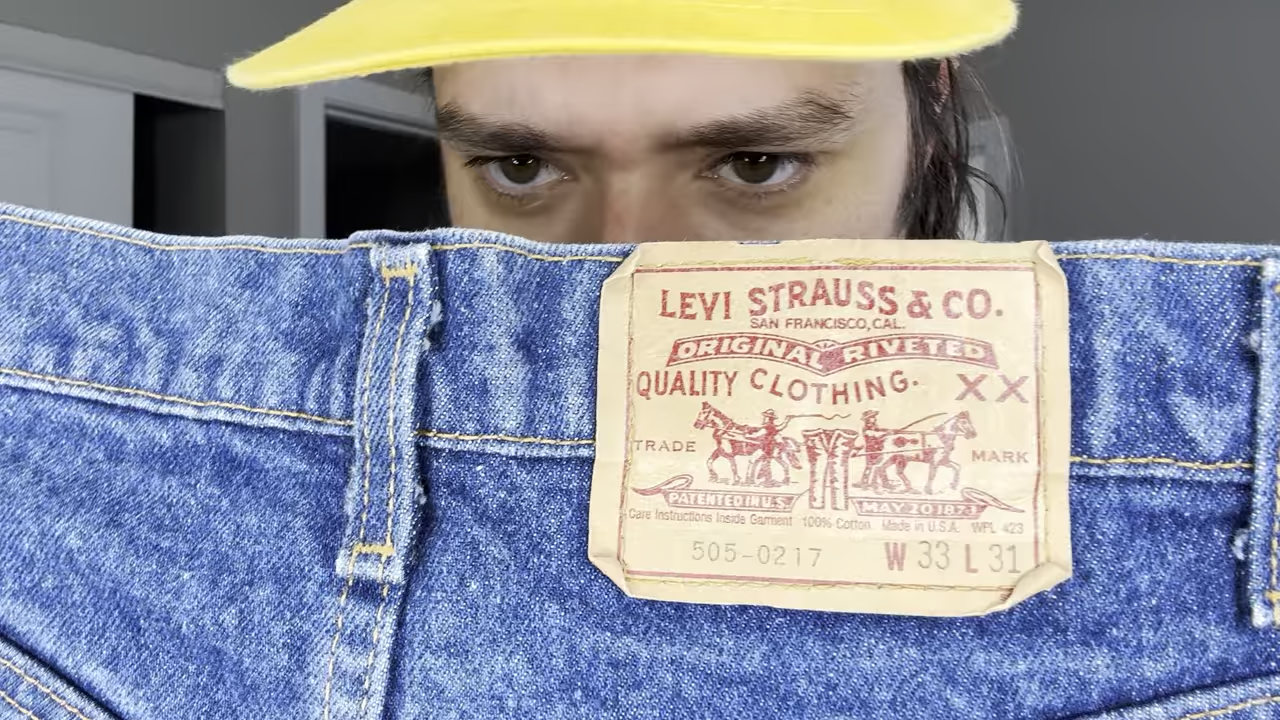 LEVI STRAUSS & CO.
SAN FRANCISCO, CAL.
ORIGINAL RIVETED
QUALITY CLOTHING. XX
TRADE MARK
PATENTED IN U.S. MAY 20 1873
Care Instructions Inside Garment 100% Cotton Made in U.S.A. WPL 423
505-0217 W 33 L 31